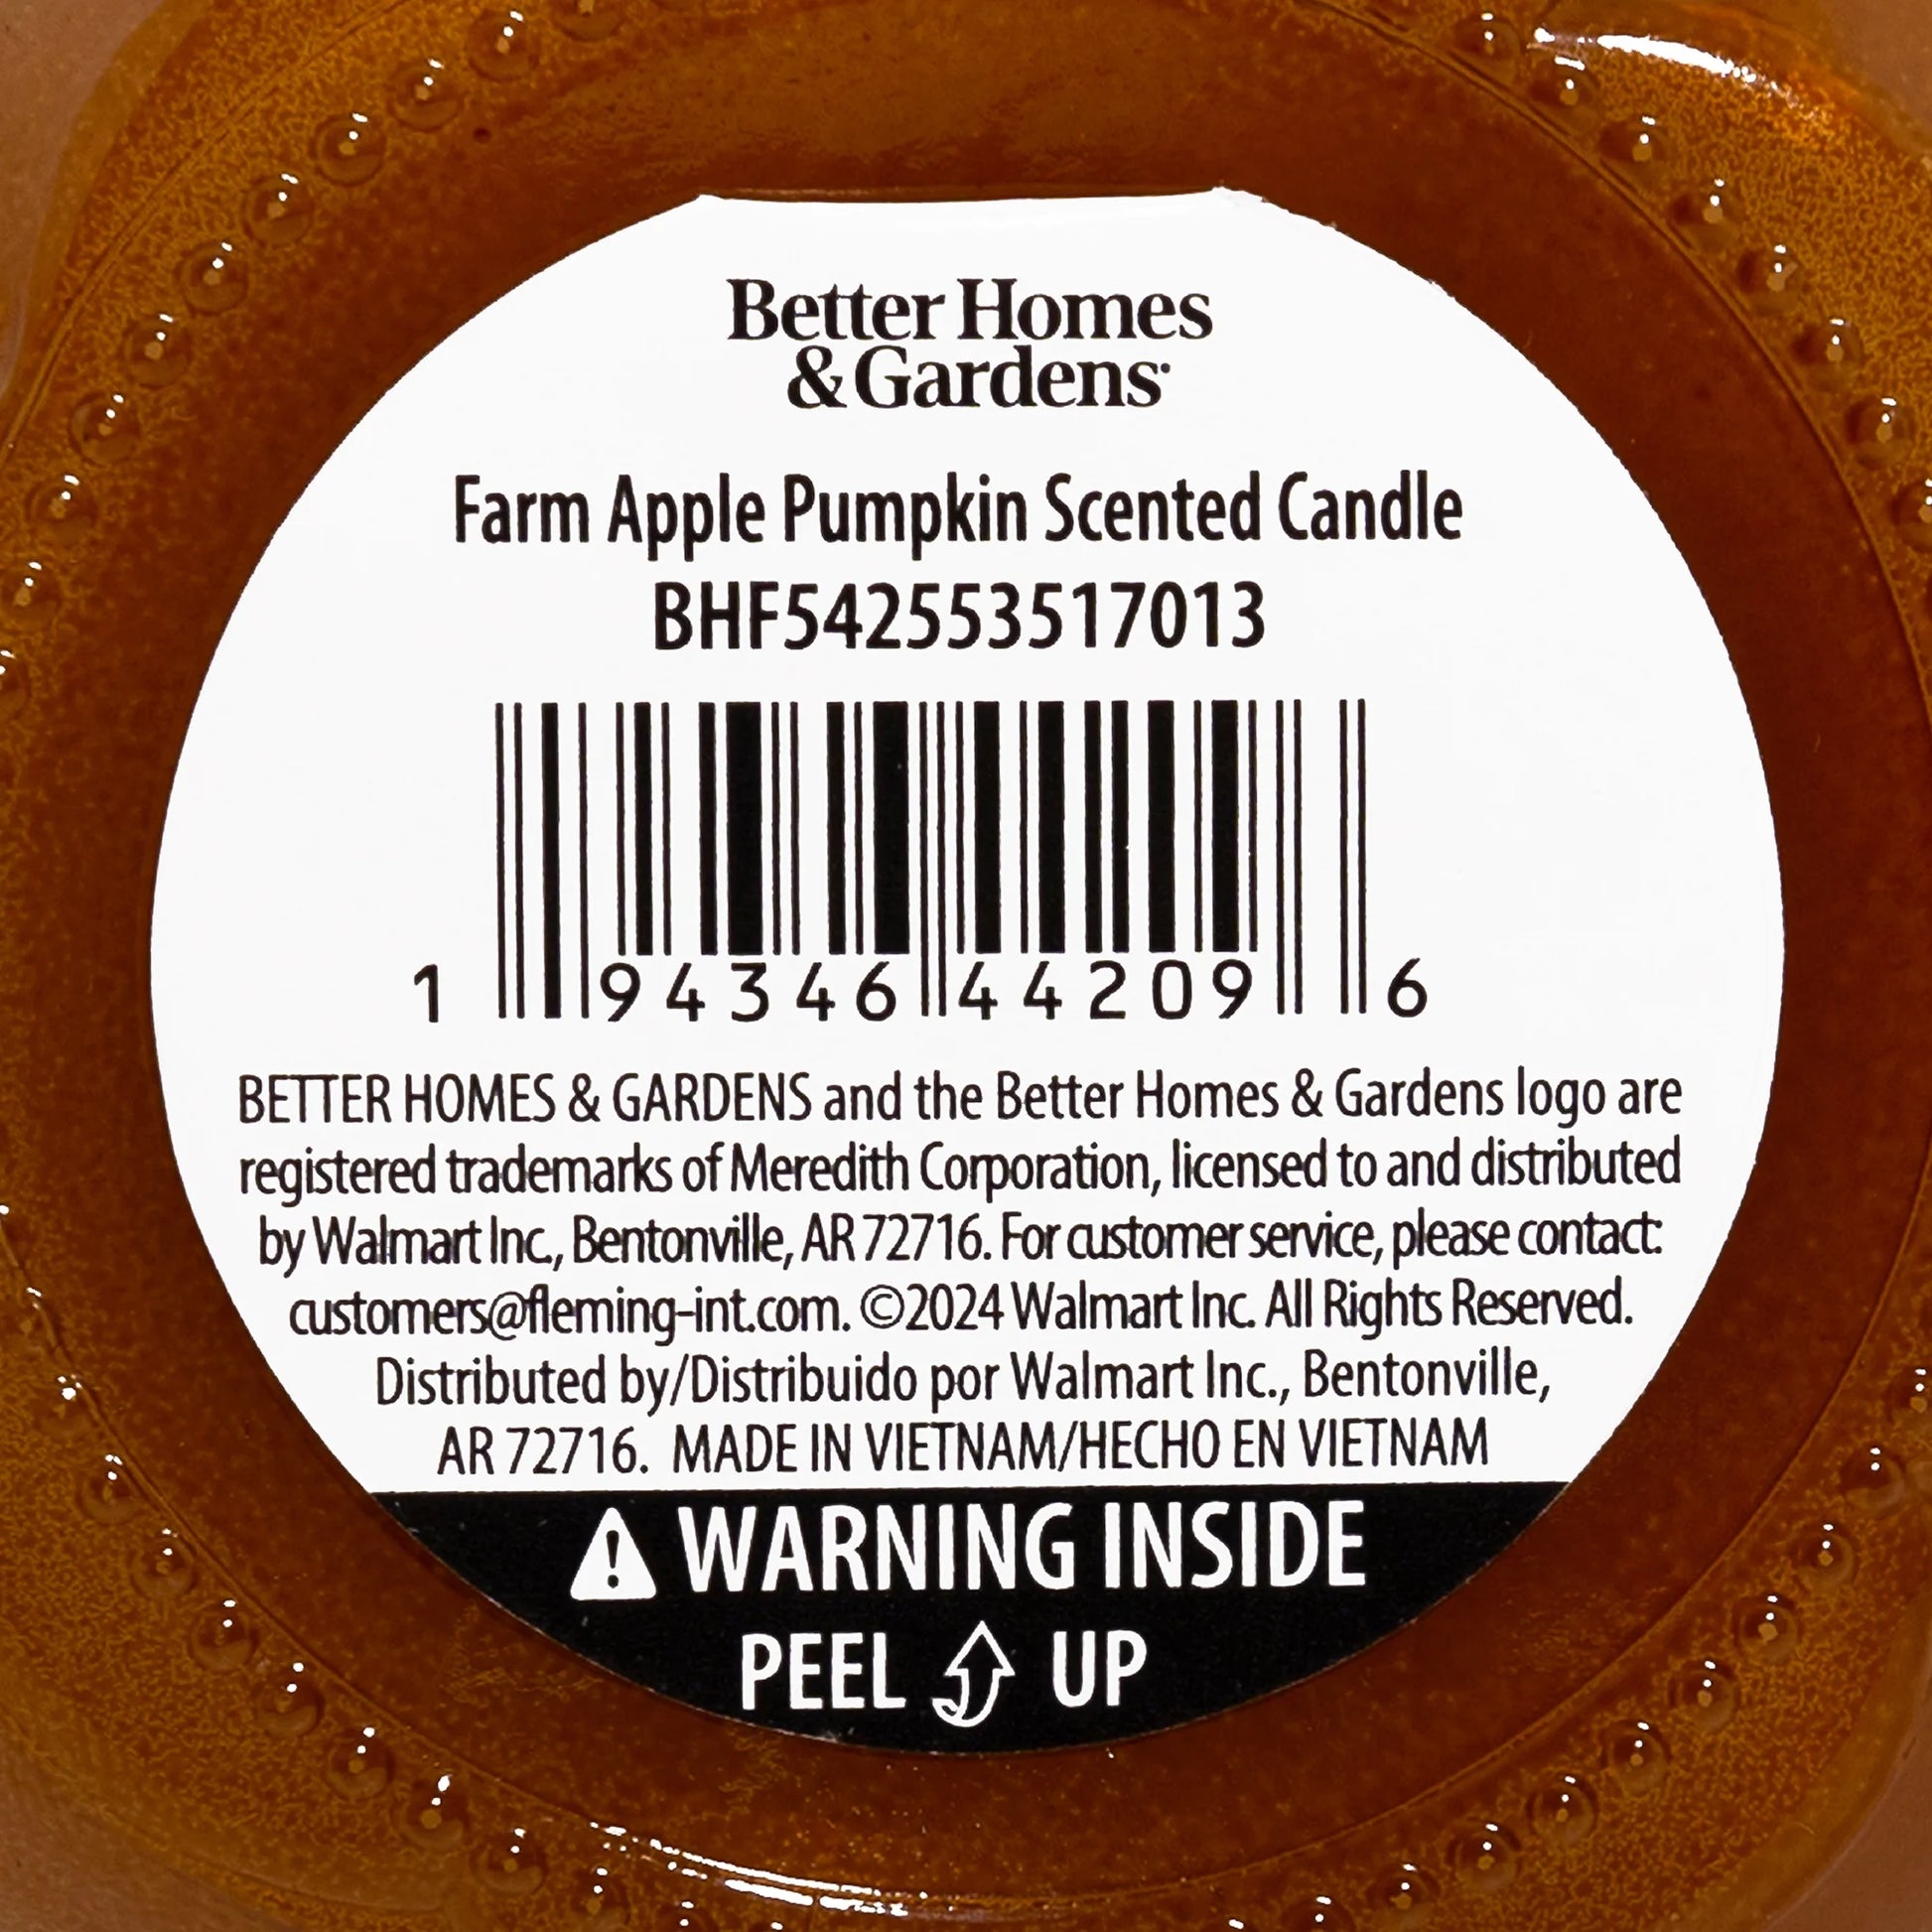 Better Homes
& Gardens
Farm Apple Pumpkin Scented Candle
BHF542553517013
1 94346 44209 6
BETTER HOMES & GARDENS and the Better Homes & Gardens logo are
registered trademarks of Meredith Corporation, licensed to and distributed
by Walmart Inc., Bentonville, AR 72716. For customer service, please contact:
customers@fleming-int.com. ©2024 Walmart Inc. All Rights Reserved.
Distributed by/Distribuido por Walmart Inc., Bentonville,
AR 72716. MADE IN VIETNAM/HECHO EN VIETNAM
WARNING INSIDE
PEEL UP